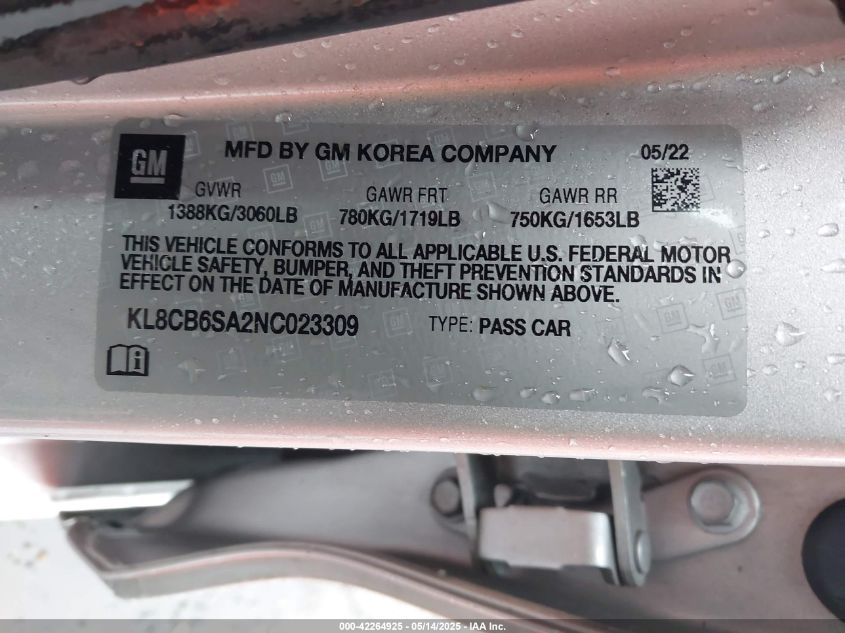 GM
MFD BY GM KOREA COMPANY 05/22
GVWR GAWR FRT GAWR RR
1388KG/3060LB 780KG/1719LB 750KG/1653LB
THIS VEHICLE CONFORMS TO ALL APPLICABLE U.S. FEDERAL MOTOR
VEHICLE SAFETY, BUMPER, AND THEFT PREVENTION STANDARDS IN
EFFECT ON THE DATE OF MANUFACTURE SHOWN ABOVE.
KL8CB6SA2NC023309 TYPE: PASS CAR
000-42264925 - 05/14/2025 - IAAI.COM